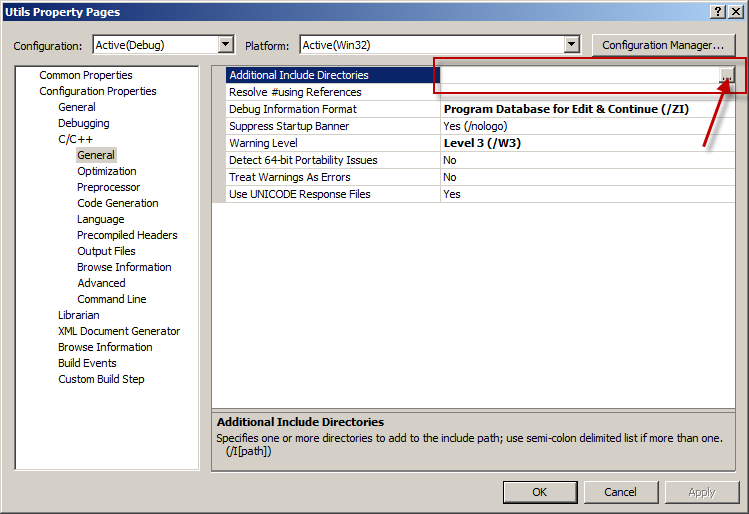 Utils Property Pages
Configuration: Active(Debug) Platform: Active(Win32) Configuration Manager...
Common Properties
Configuration Properties
General
Debugging
C/C++
General
Optimization
Preprocessor
Code Generation
Language
Precompiled Headers
Output Files
Browse Information
Advanced
Command Line
Librarian
XML Document Generator
Browse Information
Build Events
Custom Build Step
Additional Include Directories ...
Resolve #using References
Debug Information Format Program Database for Edit & Continue (/ZI)
Suppress Startup Banner Yes (/nologo)
Warning Level Level 3 (/W3)
Detect 64-bit Portability Issues No
Treat Warnings As Errors No
Use UNICODE Response Files Yes
Additional Include Directories
Specifies one or more directories to add to the include path; use semi-colon delimited list if more than one.
(/I[path])
OK Cancel Apply